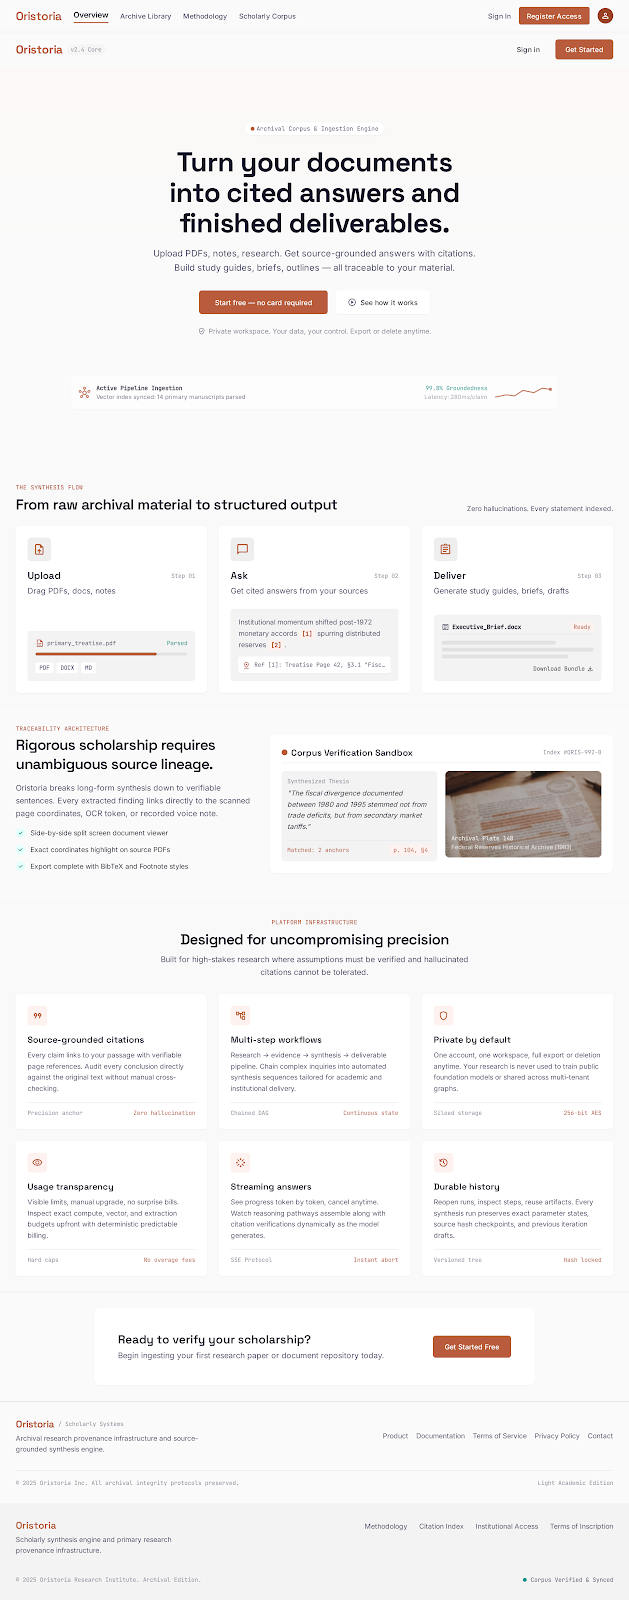 Oristoria
Overview
Archive Library
Methodology
Scholarly Corpus
Sign In
Register Access
Oristoria
v2.4 Core
Sign in
Get Started
Archival Corpus & Ingestion Engine
Turn your documents
into cited answers and
finished deliverables.
Upload PDFs, notes, research. Get source-grounded answers with citations.
Build study guides, briefs, outlines — all traceable to your material.
Start free — no card required
See how it works
Private workspace. Your data, your control. Export or delete anytime.
Active Pipeline Ingestion
Vector index synced: 14 primary manuscripts parsed
99.8% Groundedness
Latency: 280ms/claim
THE SYNTHESIS FLOW
From raw archival material to structured output
Zero hallucinations. Every statement indexed.
Upload
Step 01
Drag PDFs, docs, notes
primary_treatise.pdf
Parsed
PDF
DOCX
MD
Ask
Step 02
Get cited answers from your sources
Institutional momentum shifted post-1972
monetary accords [1] spurring distributed
reserves [2] .
Ref [1]: Treatise Page 42, §3.1 "Fisc…
Deliver
Step 03
Generate study guides, briefs, drafts
Executive_Brief.docx
Ready
Download Bundle
TRACEABILITY ARCHITECTURE
Rigorous scholarship requires
unambiguous source lineage.
Oristoria breaks long-form synthesis down to verifiable
sentences. Every extracted finding links directly to the scanned
page coordinates, OCR token, or recorded voice note.
Side-by-side split screen document viewer
Exact coordinates highlight on source PDFs
Export complete with BibTeX and Footnote styles
Corpus Verification Sandbox
Index #ORIS-992-B
Synthesized Thesis
"The fiscal divergence documented
between 1980 and 1995 stemmed not from
trade deficits, but from secondary market
tariffs."
Matched: 2 anchors
p. 104, §4
Archival Plate 14B
Federal Reserves Historical Archive (1983)
PLATFORM INFRASTRUCTURE
Designed for uncompromising precision
Built for high-stakes research where assumptions must be verified and hallucinated
citations cannot be tolerated.
Source-grounded citations
Every claim links to your passage with verifiable
page references. Audit every conclusion directly
against the original text without manual cross-
checking.
Precision anchor
Zero hallucination
Multi-step workflows
Research → evidence → synthesis → deliverable
pipeline. Chain complex inquiries into automated
synthesis sequences tailored for academic and
institutional delivery.
Chained DAG
Continuous state
Private by default
One account, one workspace, full export or deletion
anytime. Your research is never used to train public
foundation models or shared across multi-tenant
graphs.
Siloed storage
256-bit AES
Usage transparency
Visible limits, manual upgrade, no surprise bills.
Inspect exact compute, vector, and extraction
budgets upfront with deterministic predictable
billing.
Hard caps
No overage fees
Streaming answers
See progress token by token, cancel anytime.
Watch reasoning pathways assemble along with
citation verifications dynamically as the model
generates.
SSE Protocol
Instant abort
Durable history
Reopen runs, inspect steps, reuse artifacts. Every
synthesis run preserves exact parameter states,
source hash checkpoints, and previous iteration
drafts.
Versioned tree
Hash locked
Ready to verify your scholarship?
Begin ingesting your first research paper or document repository today.
Get Started Free
Oristoria / Scholarly Systems
Archival research provenance infrastructure and source-
grounded synthesis engine.
Product
Documentation
Terms of Service
Privacy Policy
Contact
© 2025 Oristoria Inc. All archival integrity protocols preserved.
Light Academic Edition
Oristoria
Scholarly synthesis engine and primary research
provenance infrastructure.
Methodology
Citation Index
Institutional Access
Terms of Inscription
© 2025 Oristoria Research Institute. Archival Edition.
Corpus Verified & Synced